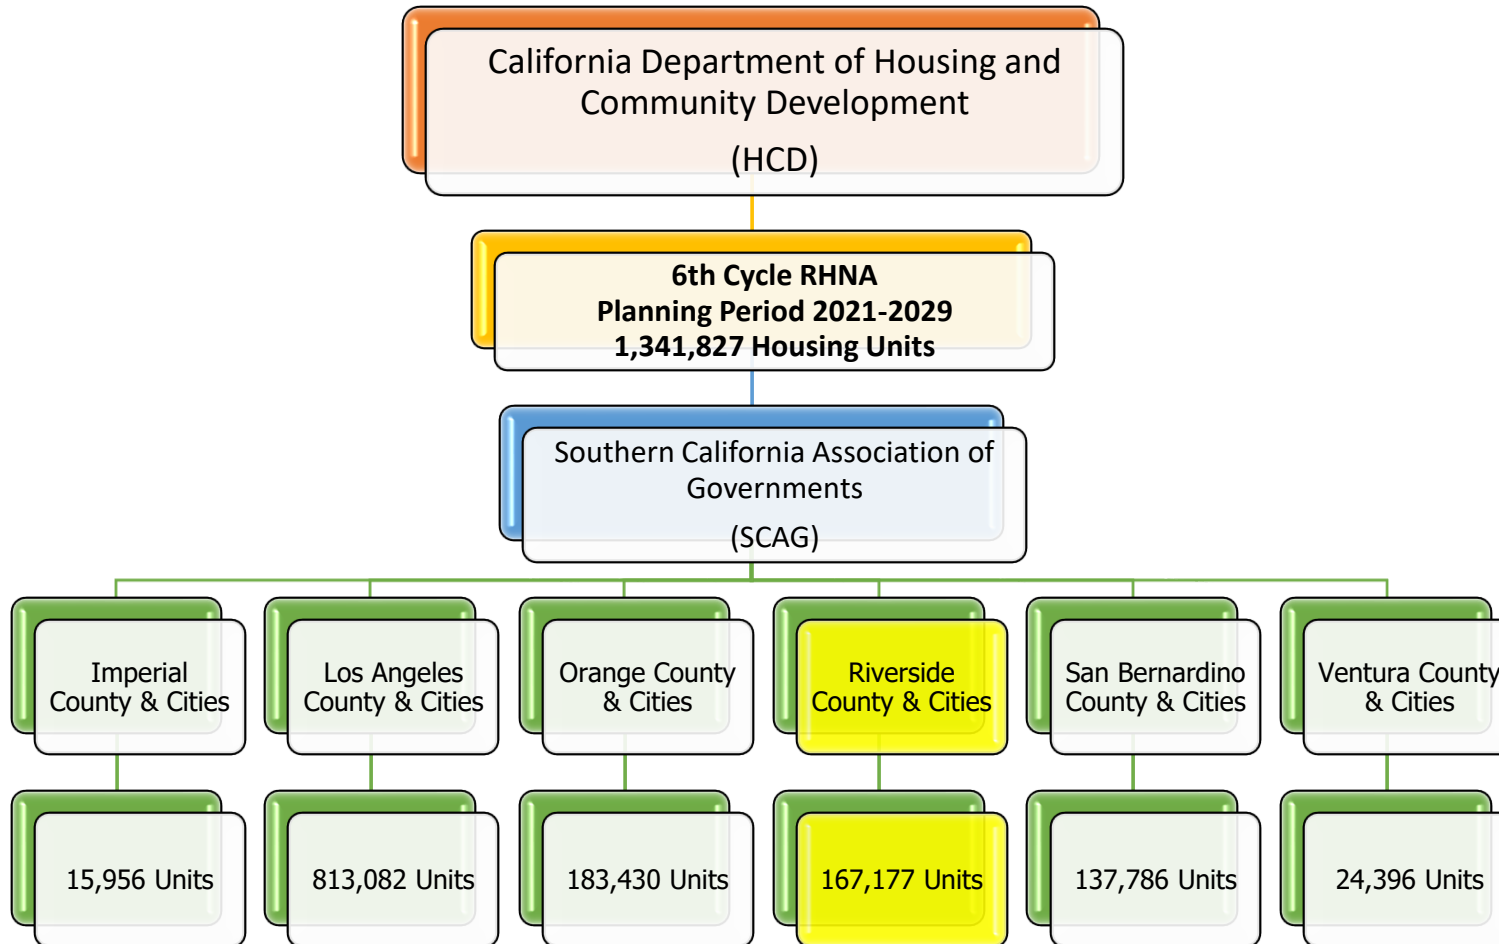 California Department of Housing and
Community Development
(HCD)
6th Cycle RHNA
Planning Period 2021-2029
1,341,827 Housing Units
Southern California Association of
Governments
(SCAG)
Imperial
County & Cities
Los Angeles
County & Cities
Orange County
& Cities
Riverside
County & Cities
San Bernardino
County & Cities
Ventura County
& Cities
15,956 Units
813,082 Units
183,430 Units
167,177 Units
137,786 Units
24,396 Units